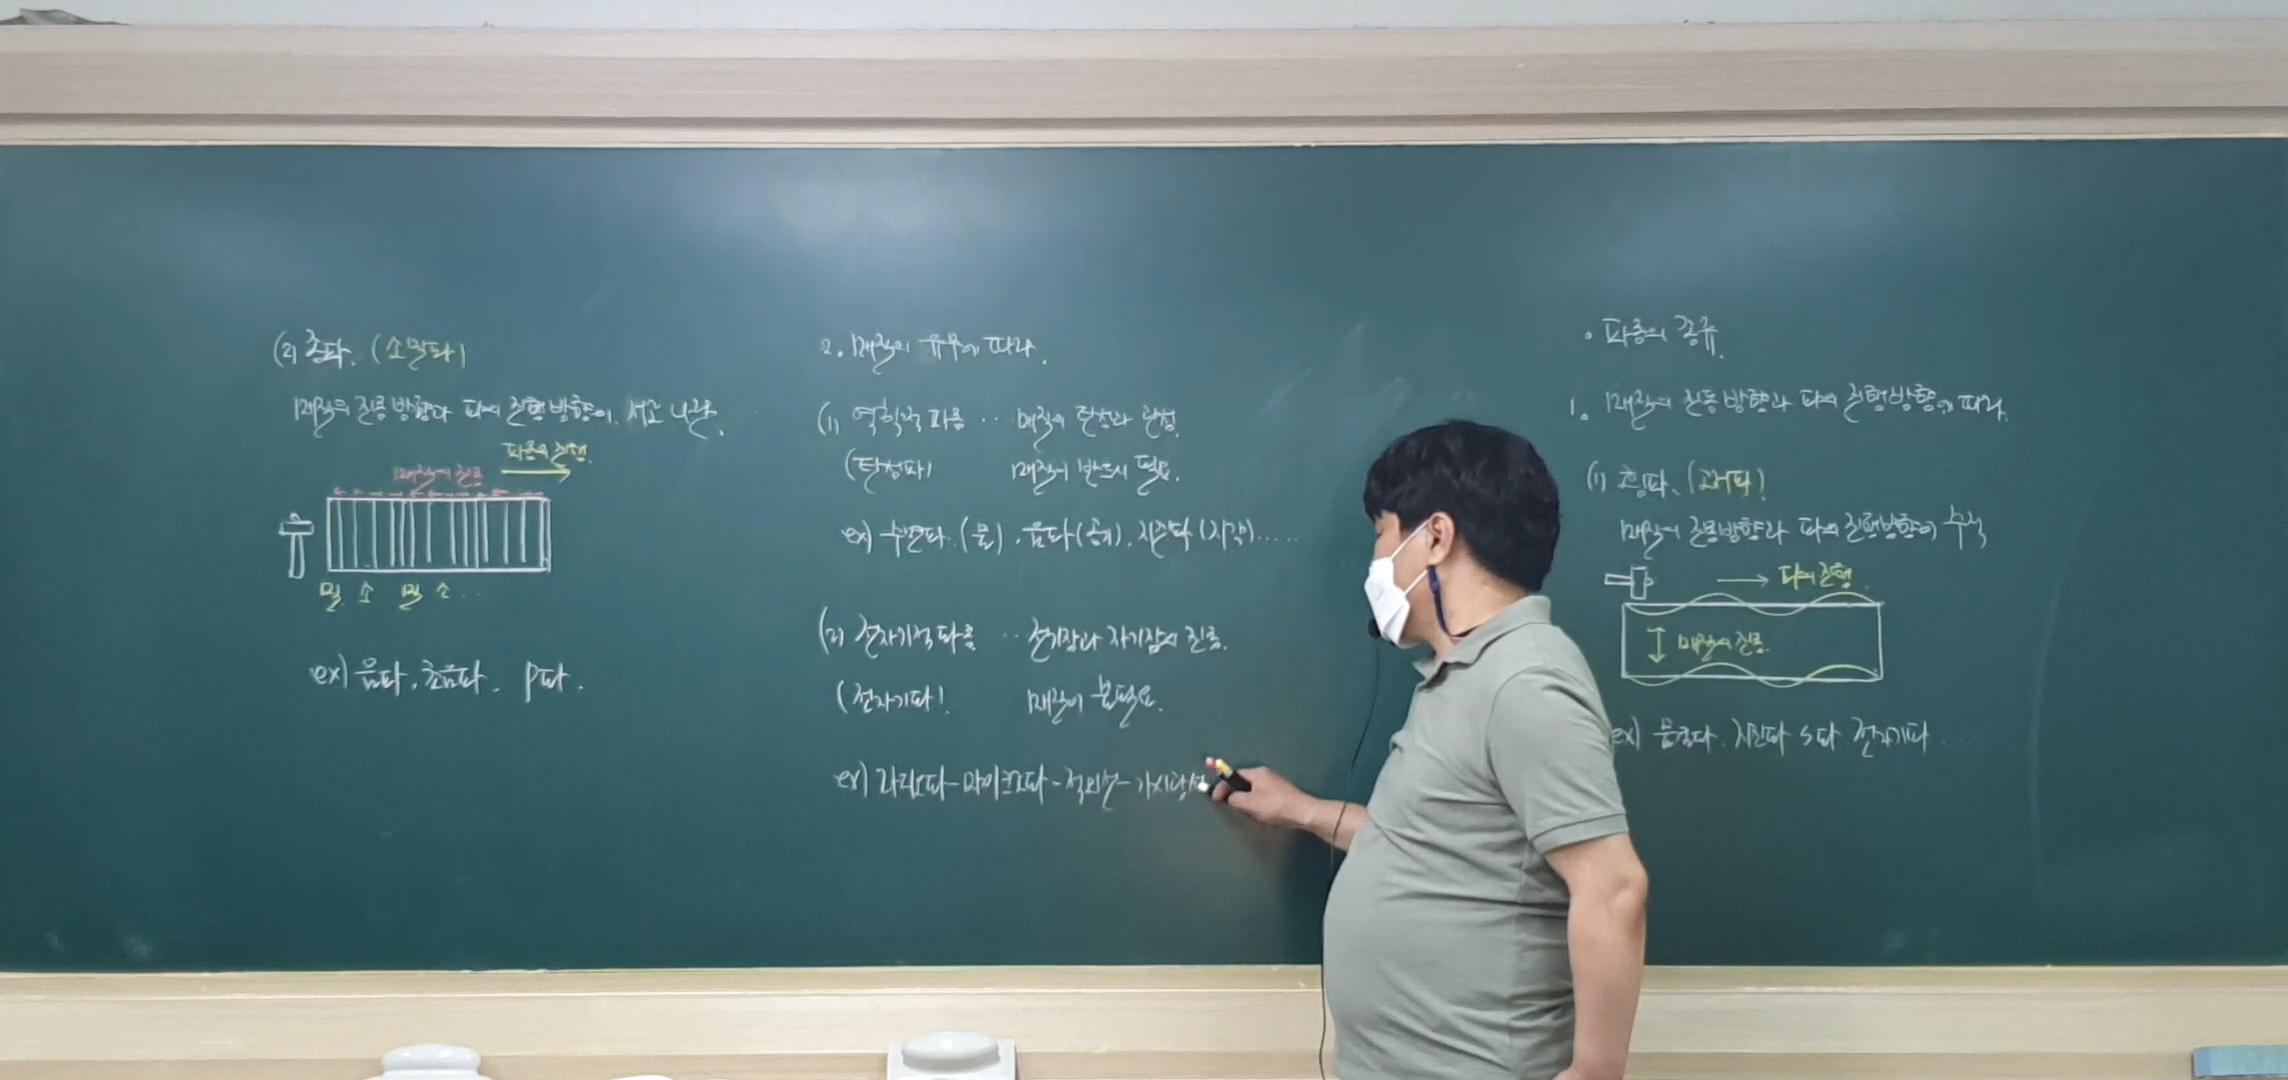 (2) 종파. (소밀파)
매질의 진동방향과 파의 진행방향이 서로 나란.
파동의 진행.
매질의 진동
밀 소 밀 소 ...
ex) 음파, 초음파, P파.
2. 매질의 유무에 따라.
(1) 역학적 파동 ... 매질의 탄성과 관성.
(탄성파) 매질이 반드시 필요.
ex) 수면파.(물), 음파(공기), 지진파(지각).....
(2) 전자기적 파동 .. 전기장과 자기장의 진동.
(전자기파) 매질이 불필요.
ex) 라디오파-마이크로파-적외선-가시광선
• 파동의 종류.
1. 매질의 진동방향과 파의 진행방향에 따라.
(1) 횡파. (고저파)
매질의 진동방향과 파의 진행방향이 수직
파의 진행.
매질의 진동.
ex) 물결파, 지진파 S파 전자기파 ...